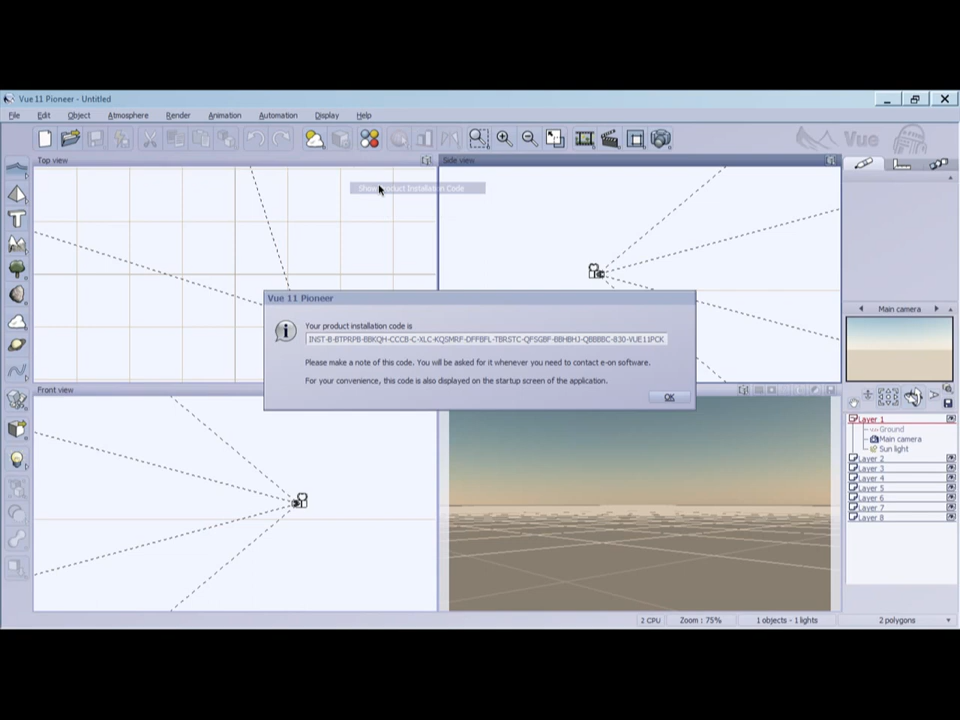 Vue 11 Pioneer - Untitled
File Edit Object Atmosphere Render Animation Automation Display Help
Vue
Top view
Side view
Show Product Installation Code
Vue 11 Pioneer
Your product installation code is
Please make a note of this code. You will be asked for it whenever you need to contact e-on software.
For your convenience, this code is also displayed on the startup screen of the application.
OK
Main camera
Front view
Layer 1
Ground
Main camera
Sun light
Layer 2
Layer 3
Layer 4
Layer 5
Layer 6
Layer 7
Layer 8
2 CPU Zoom : 75% 1 objects - 1 lights 2 polygons